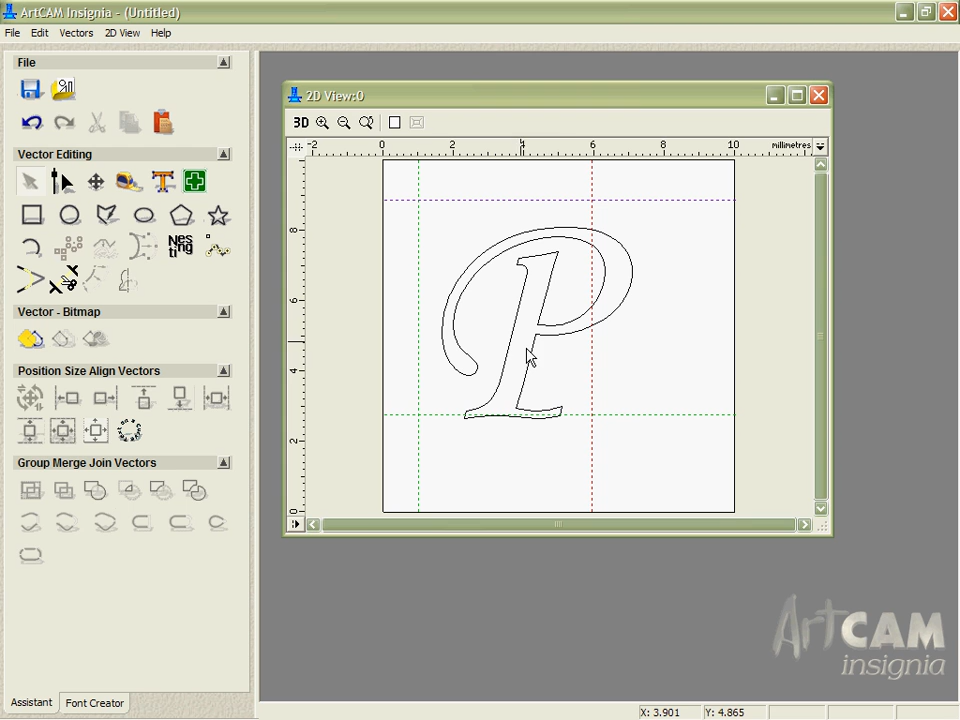 ArtCAM Insignia - (Untitled)
File Edit Vectors 2D View Help
File
Vector Editing
Nes
ting
Vector - Bitmap
Position Size Align Vectors
Group Merge Join Vectors
Assistant Font Creator
2D View:0
3D
-2 0 2 4 6 8 10 millimetres
8
6
4
2
0
P
ArtCAM
insignia
X: 3.901 Y: 4.865